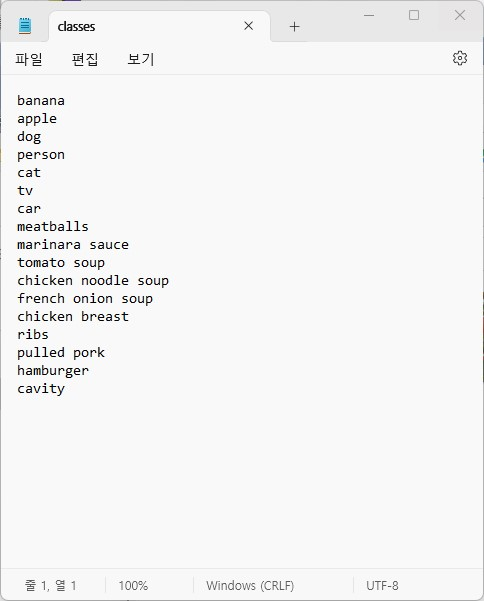 classes
파일 편집 보기
banana
apple
dog
person
cat
tv
car
meatballs
marinara sauce
tomato soup
chicken noodle soup
french onion soup
chicken breast
ribs
pulled pork
hamburger
cavity
줄 1, 열 1 100% Windows (CRLF) UTF-8